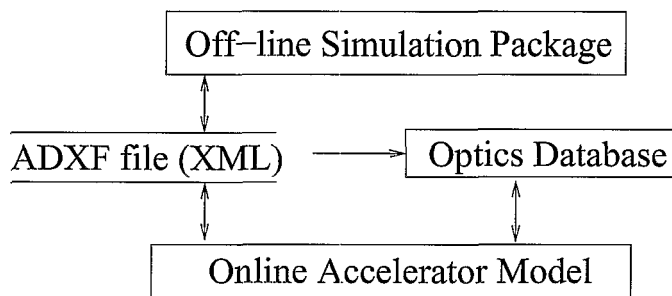 Off-line Simulation Package
ADXF file (XML)
Optics Database
Online Accelerator Model